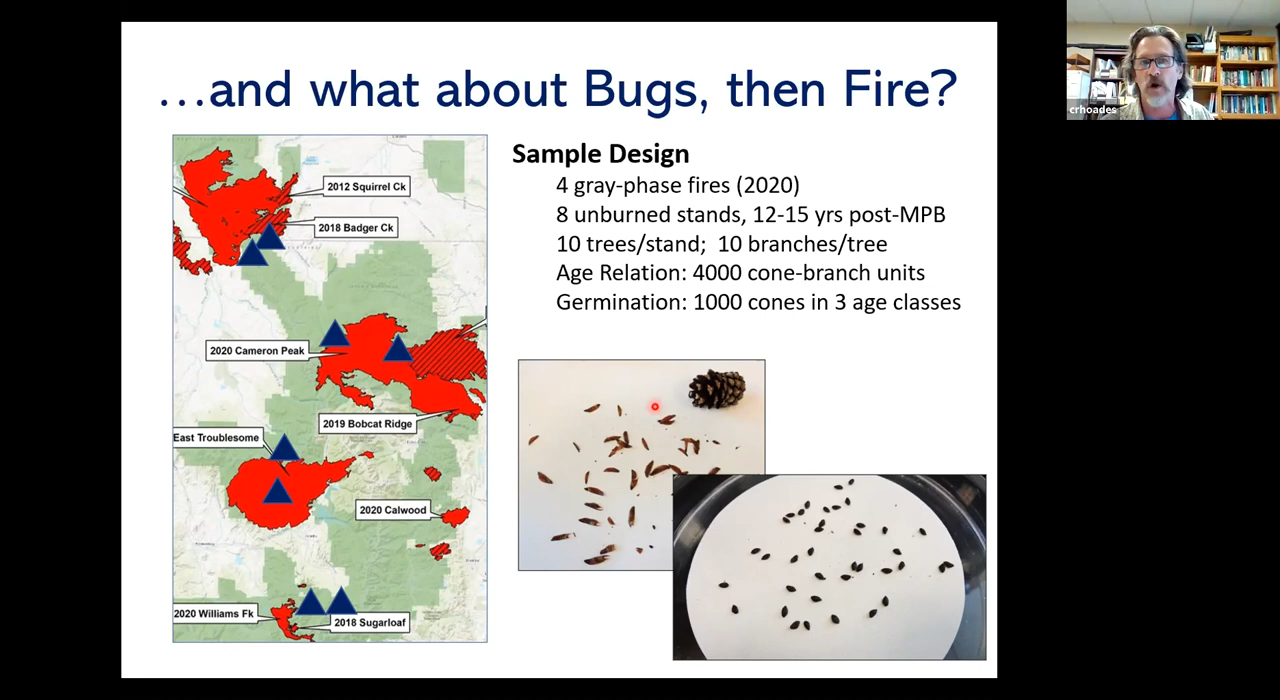 ...and what about Bugs, then Fire?
crhoades
Sample Design
4 gray-phase fires (2020)
8 unburned stands, 12-15 yrs post-MPB
10 trees/stand; 10 branches/tree
Age Relation: 4000 cone-branch units
Germination: 1000 cones in 3 age classes
2012 Squirrel Ck
2018 Badger Ck
2020 Cameron Peak
2019 Bobcat Ridge
East Troublesome
2020 Calwood
2020 Williams Fk
2018 Sugarloaf